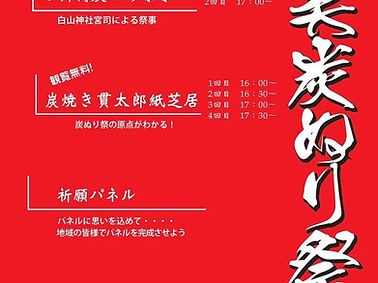 2回目 17:00〜
白山神社宮司による祭事
観覧無料!
炭焼き貫太郎紙芝居
炭ぬり祭の原点がわかる!
1回目 16:00〜
2回目 16:30〜
3回目 17:00〜
4回目 17:30〜
祈願パネル
パネルに思いを込めて・・・・
地域の皆様でパネルを完成させよう
炭ぬり祭